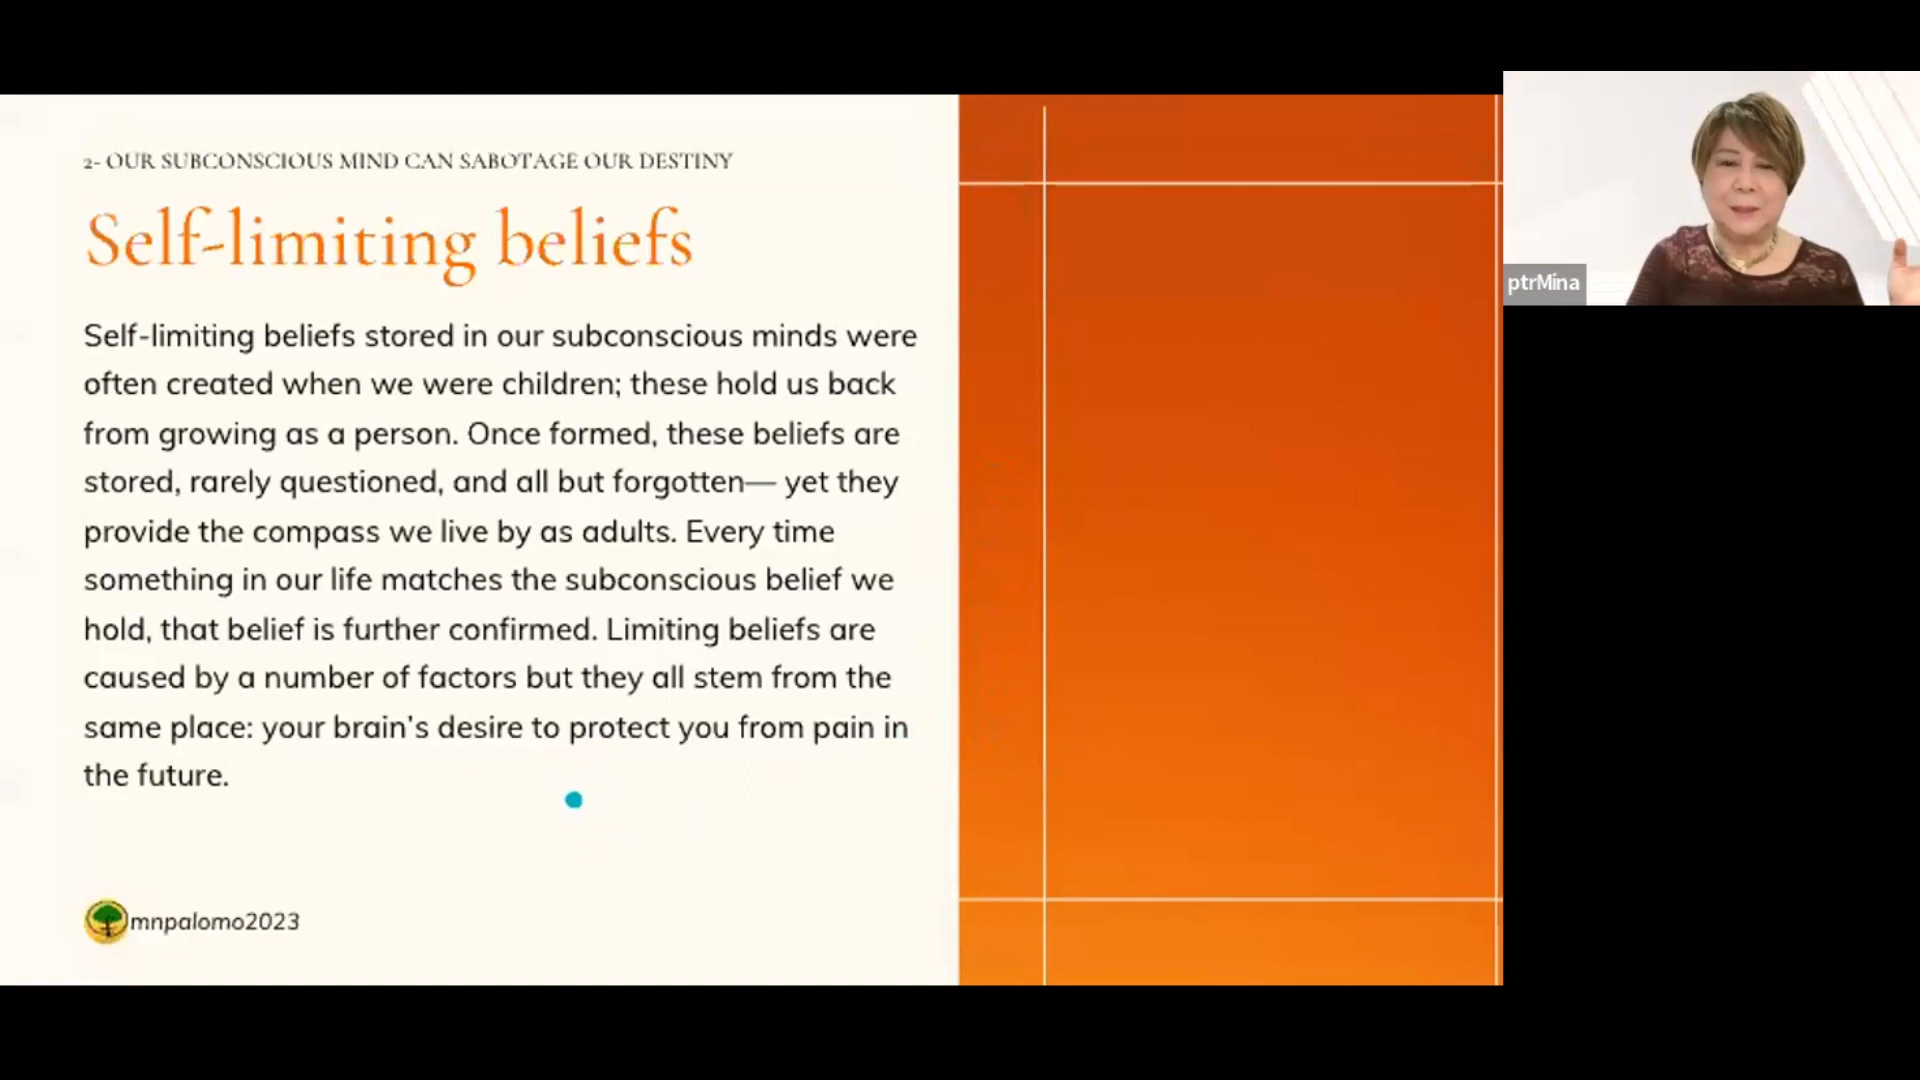 2- OUR SUBCONSCIOUS MIND CAN SABOTAGE OUR DESTINY
Self-limiting beliefs
Self-limiting beliefs stored in our subconscious minds were
often created when we were children; these hold us back
from growing as a person. Once formed, these beliefs are
stored, rarely questioned, and all but forgotten— yet they
provide the compass we live by as adults. Every time
something in our life matches the subconscious belief we
hold, that belief is further confirmed. Limiting beliefs are
caused by a number of factors but they all stem from the
same place: your brain's desire to protect you from pain in
the future.
mnpalomo2023
ptrMina